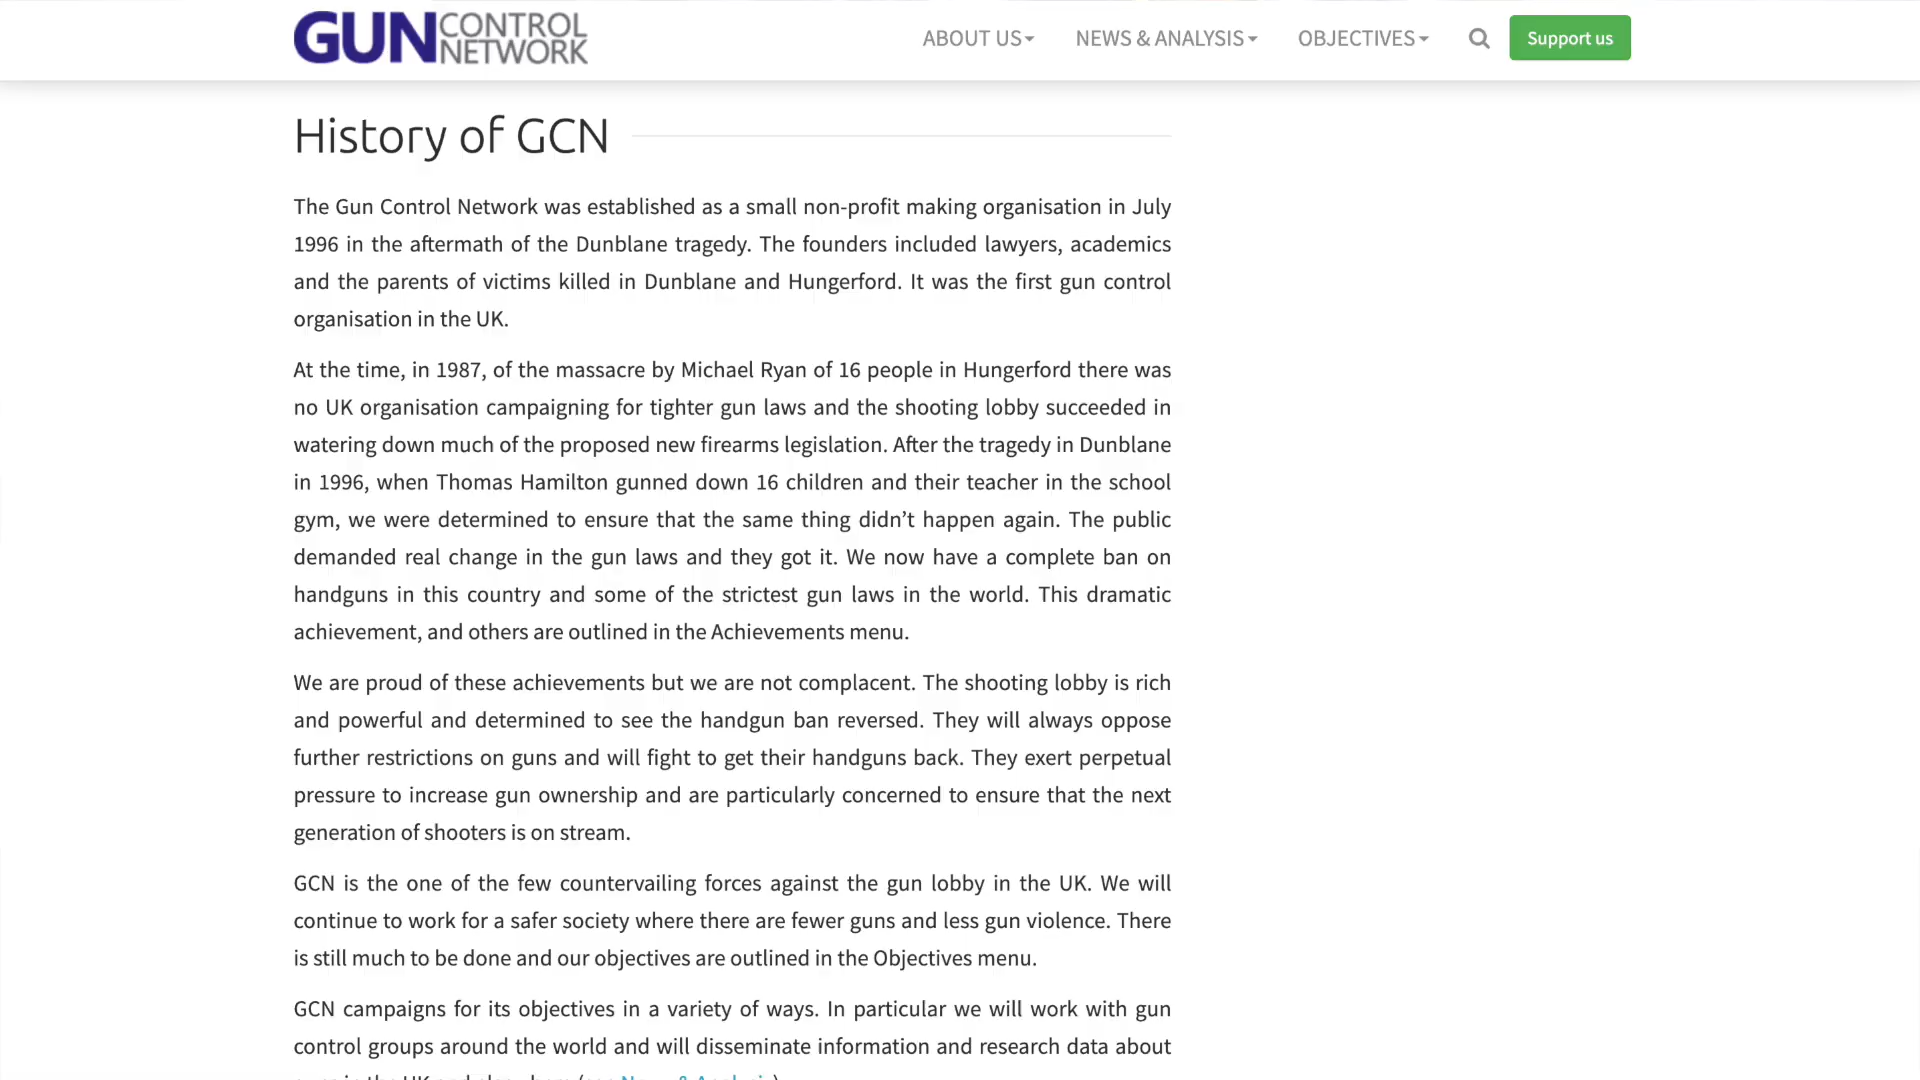 GUN CONTROL NETWORK
ABOUT US
NEWS & ANALYSIS
OBJECTIVES
Support us
History of GCN
The Gun Control Network was established as a small non-profit making organisation in July
1996 in the aftermath of the Dunblane tragedy. The founders included lawyers, academics
and the parents of victims killed in Dunblane and Hungerford. It was the first gun control
organisation in the UK.
At the time, in 1987, of the massacre by Michael Ryan of 16 people in Hungerford there was
no UK organisation campaigning for tighter gun laws and the shooting lobby succeeded in
watering down much of the proposed new firearms legislation. After the tragedy in Dunblane
in 1996, when Thomas Hamilton gunned down 16 children and their teacher in the school
gym, we were determined to ensure that the same thing didn’t happen again. The public
demanded real change in the gun laws and they got it. We now have a complete ban on
handguns in this country and some of the strictest gun laws in the world. This dramatic
achievement, and others are outlined in the Achievements menu.
We are proud of these achievements but we are not complacent. The shooting lobby is rich
and powerful and determined to see the handgun ban reversed. They will always oppose
further restrictions on guns and will fight to get their handguns back. They exert perpetual
pressure to increase gun ownership and are particularly concerned to ensure that the next
generation of shooters is on stream.
GCN is the one of the few countervailing forces against the gun lobby in the UK. We will
continue to work for a safer society where there are fewer guns and less gun violence. There
is still much to be done and our objectives are outlined in the Objectives menu.
GCN campaigns for its objectives in a variety of ways. In particular we will work with gun
control groups around the world and will disseminate information and research data about